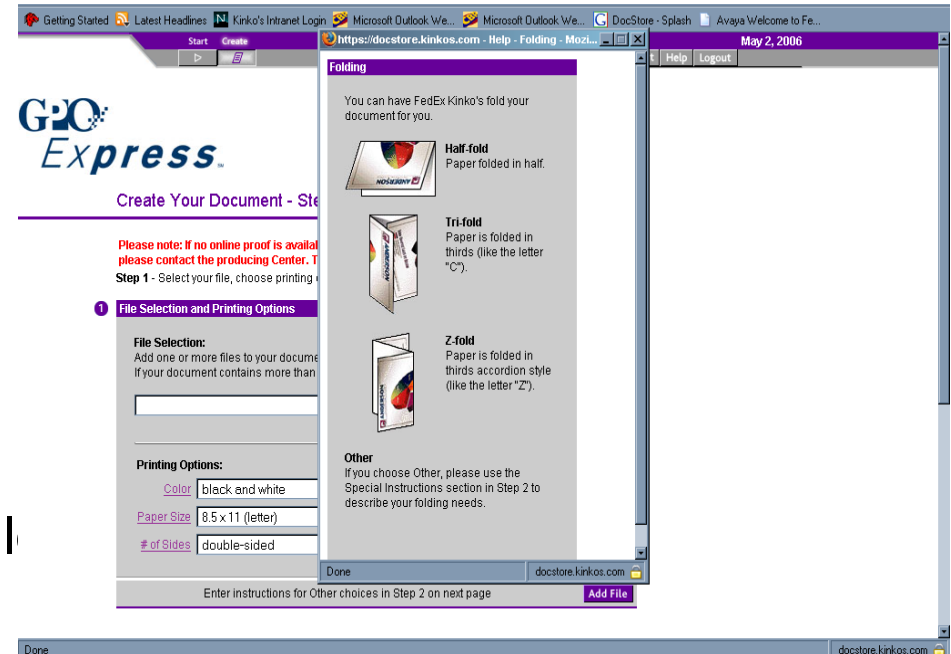 Getting Started Latest Headlines Kinko's Intranet Login Microsoft Outlook We... Microsoft Outlook We... DocStore - Splash Avaya Welcome to Fe...
Start Create
May 2, 2006
Help Logout
GPO
Express
Create Your Document - Ste
Please note: If no online proof is availal
please contact the producing Center. T
Step 1 - Select your file, choose printing
1 File Selection and Printing Options
File Selection:
Add one or more files to your docume
If your document contains more than
Printing Options:
Color black and white
Paper Size 8.5 x 11 (letter)
# of Sides double-sided
Enter instructions for Other choices in Step 2 on next page
Add File
https://docstore.kinkos.com - Help - Folding - Mozi...
Folding
You can have FedEx Kinko's fold your
document for you.
Half-fold
Paper folded in half.
ANDERSON
Tri-fold
Paper is folded in
thirds (like the letter
"C").
ANDERSON
Z-fold
Paper is folded in
thirds accordion style
(like the letter "Z").
ANDERSON
Other
If you choose Other, please use the
Special Instructions section in Step 2 to
describe your folding needs.
Done docstore.kinkos.com
Done docstore.kinkos.com